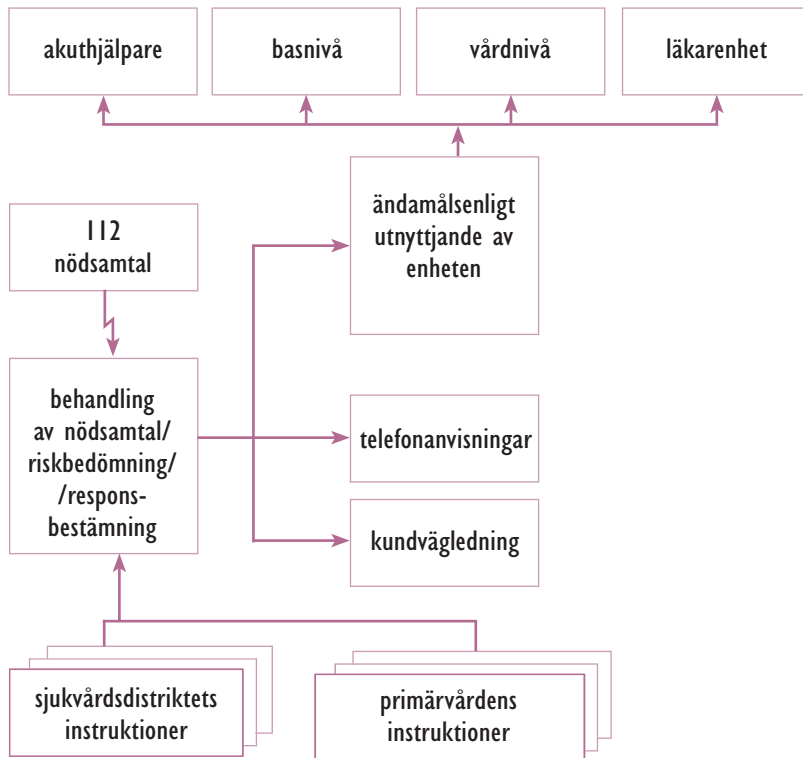 akuthjälpare
basnivå
vårdnivå
läkarenhet
ändamålsenligt
utnyttjande av
enheten
112
nödsamtal
behandling
av nödsamtal/
riskbedömning/
/respons-
bestämning
telefonanvisningar
kundvägledning
sjukvårdsdistriktets
instruktioner
primärvårdens
instruktioner